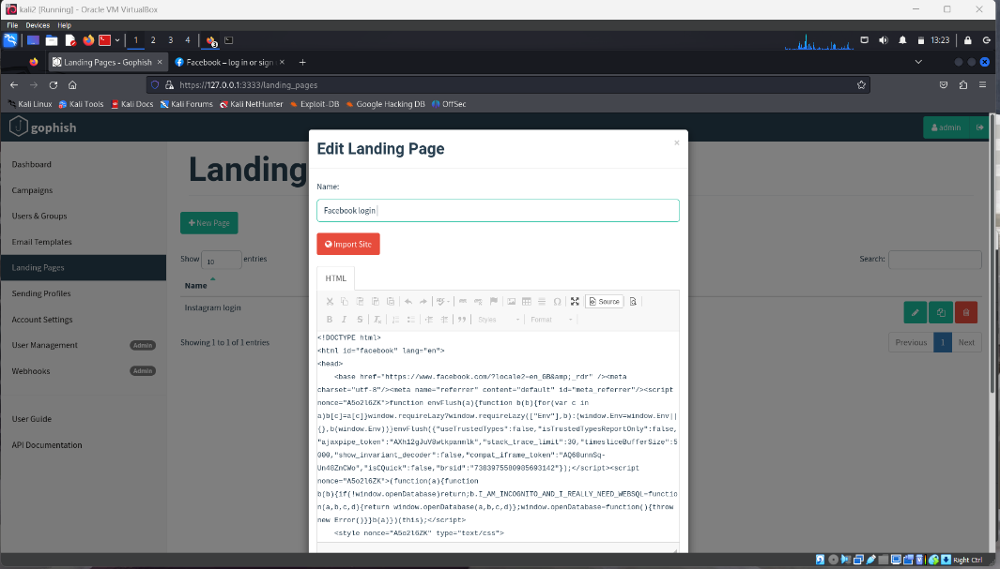 kali2 [Running] - Oracle VM VirtualBox
File Devices Help
1 2 3 4 3 13:23
Landing Pages - Gophish × Facebook – log in or sign × +
https://127.0.0.1:3333/landing_pages
Kali Linux Kali Tools Kali Docs Kali Forums Kali NetHunter Exploit-DB Google Hacking DB OffSec
gophish admin
Dashboard
Campaigns
Users & Groups
Email Templates
Landing Pages
Sending Profiles
Account Settings
User Management Admin
Webhooks Admin
User Guide
API Documentation
Landing
+ New Page
Show 10 entries
Search:
Name
Instagram login
Showing 1 to 1 of 1 entries
Previous 1 Next
Edit Landing Page ×
Name:
Facebook login
Import Site
HTML
Source
B I S Styles Format
<!DOCTYPE html>
<html id="facebook" lang="en">
<head>
<base href="https://www.facebook.com/?locale2=en_GB&amp;_rdr" /><meta
charset="utf-8"/><meta name="referrer" content="default" id="meta_referrer"/><script
nonce="A5o2l6ZK">function envFlush(a){function b(b){for(var c in
a)b[c]=a[c]}window.requireLazy?window.requireLazy(["Env"],b):(window.Env=window.Env||
{},b(window.Env))}envFlush({"useTrustedTypes":false,"isTrustedTypesReportOnly":false,
"ajaxpipe_token":"AXh12gJuV8wtkpanmlk","stack_trace_limit":30,"timesliceBufferSize":5
000,"show_invariant_decoder":false,"compat_iframe_token":"AQ68unnSq-
Un48ZnCWo","isCQuick":false,"brsid":"7383975580985693142"});</script><script
nonce="A5o2l6ZK">(function(a){function
b(b){if(!window.openDatabase)return;b.I_AM_INCOGNITO_AND_I_REALLY_NEED_WEBSQL=functio
n(a,b,c,d){return window.openDatabase(a,b,c,d)};window.openDatabase=function(){throw
new Error()}}b(a)})(this);</script>
<style nonce="A5o2l6ZK" type="text/css">
Right Ctrl